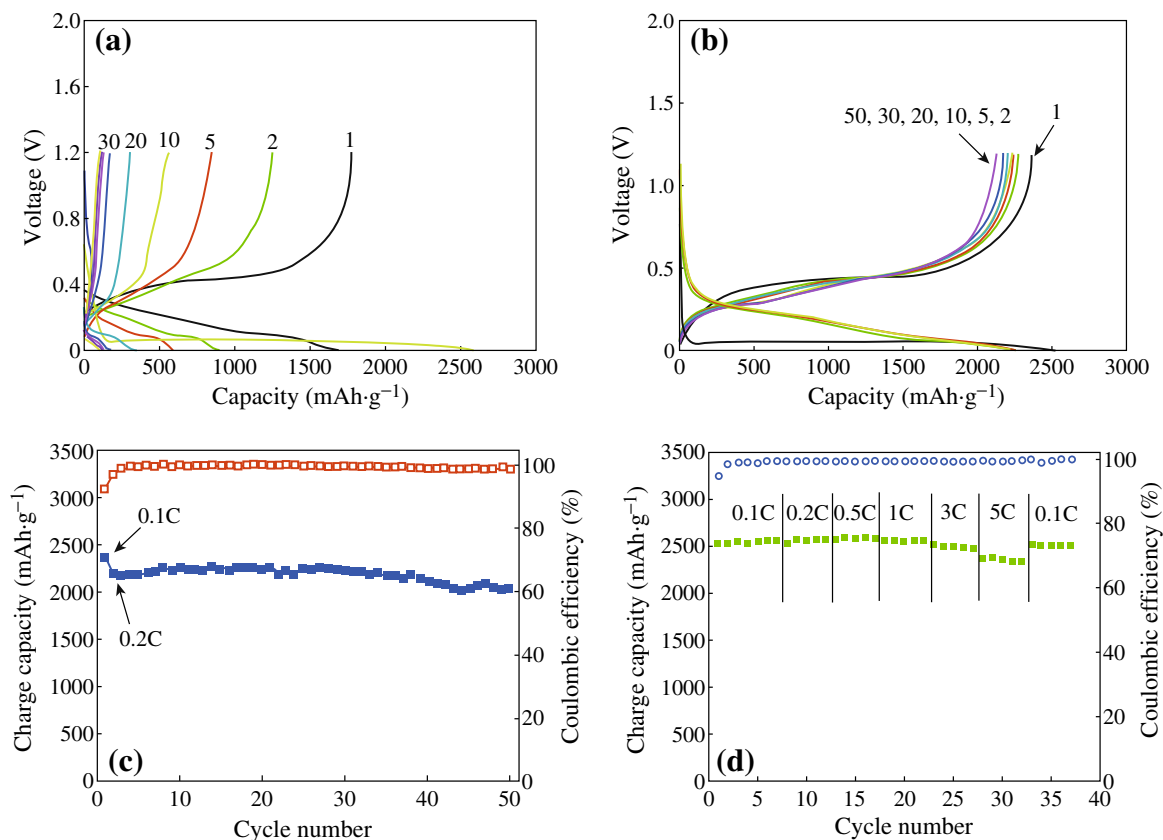 (a)
2.0
1.6
1.2
0.8
0.4
0
Voltage (V)
30 20 10 5 2 1
0 500 1000 1500 2000 2500 3000
Capacity (mAh·g⁻¹)
(b)
2.0
1.5
1.0
0.5
0
Voltage (V)
50, 30, 20, 10, 5, 2
1
0 500 1000 1500 2000 2500 3000
Capacity (mAh·g⁻¹)
(c)
3500
3000
2500
2000
1500
1000
500
0
Charge capacity (mAh·g⁻¹)
0.1C
0.2C
100
80
60
40
20
0
Coulombic efficiency (%)
0 10 20 30 40 50
Cycle number
(d)
3500
3000
2500
2000
1500
1000
500
0
Charge capacity (mAh·g⁻¹)
0.1C 0.2C 0.5C 1C 3C 5C 0.1C
100
80
60
40
20
0
Coulombic efficiency (%)
0 5 10 15 20 25 30 35 40
Cycle number